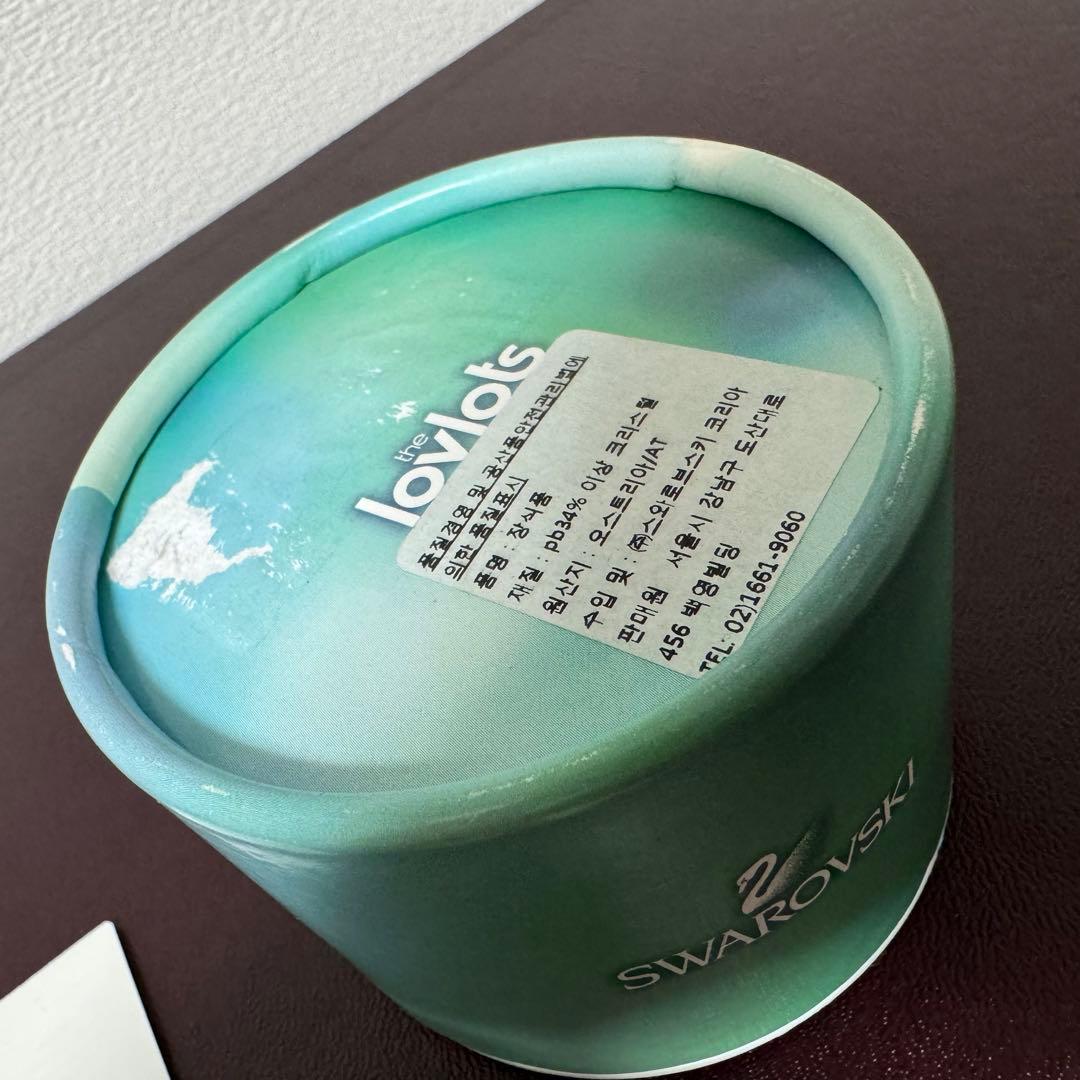 the
lovlots
품질경영 및 공산품안전관리법에
의한 품질표시
품명 : 장식품
재질 : pb34% 이상 크리스털
원산지 : 오스트리아/AT
수입 및 : ㈜스와로브스키 코리아
판매원 서울시 강남구 도산대로
456 백영빌딩
TEL: 02)1661-9060
SWAROVSKI